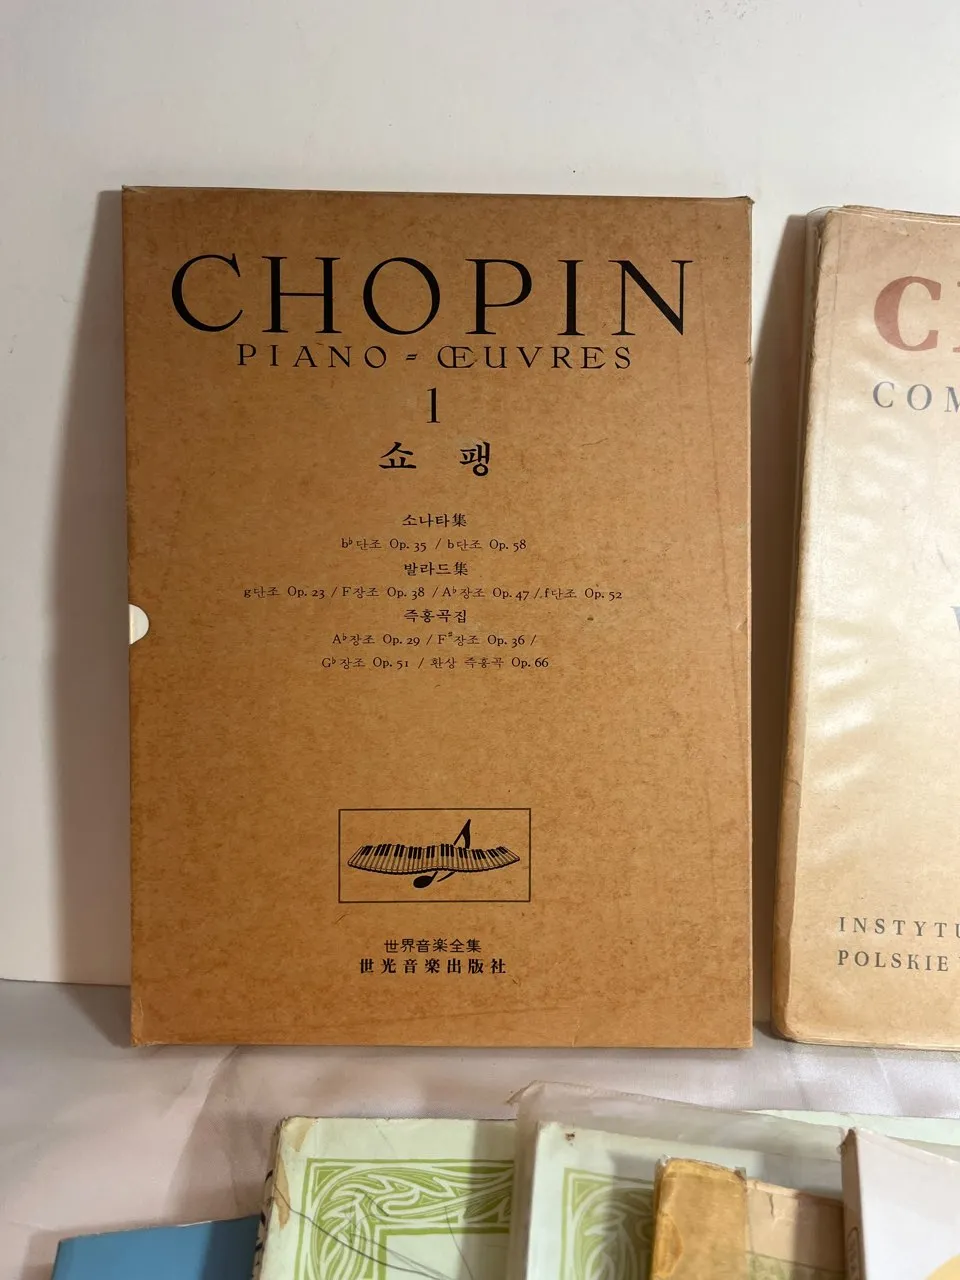 CHOPIN
PIANO = ŒUVRES
1
쇼 팽
소나타集
b♭단조 Op. 35 / b단조 Op. 58
발라드集
g단조 Op. 23 / F장조 Op. 38 / A♭장조 Op. 47 / f단조 Op. 52
즉흥곡집
A♭장조 Op. 29 / F#장조 Op. 36 /
G♭장조 Op. 51 / 환상 즉흥곡 Op. 66
世界音楽全集
世光音楽出版社
COM
INSTYTU
POLSKIE